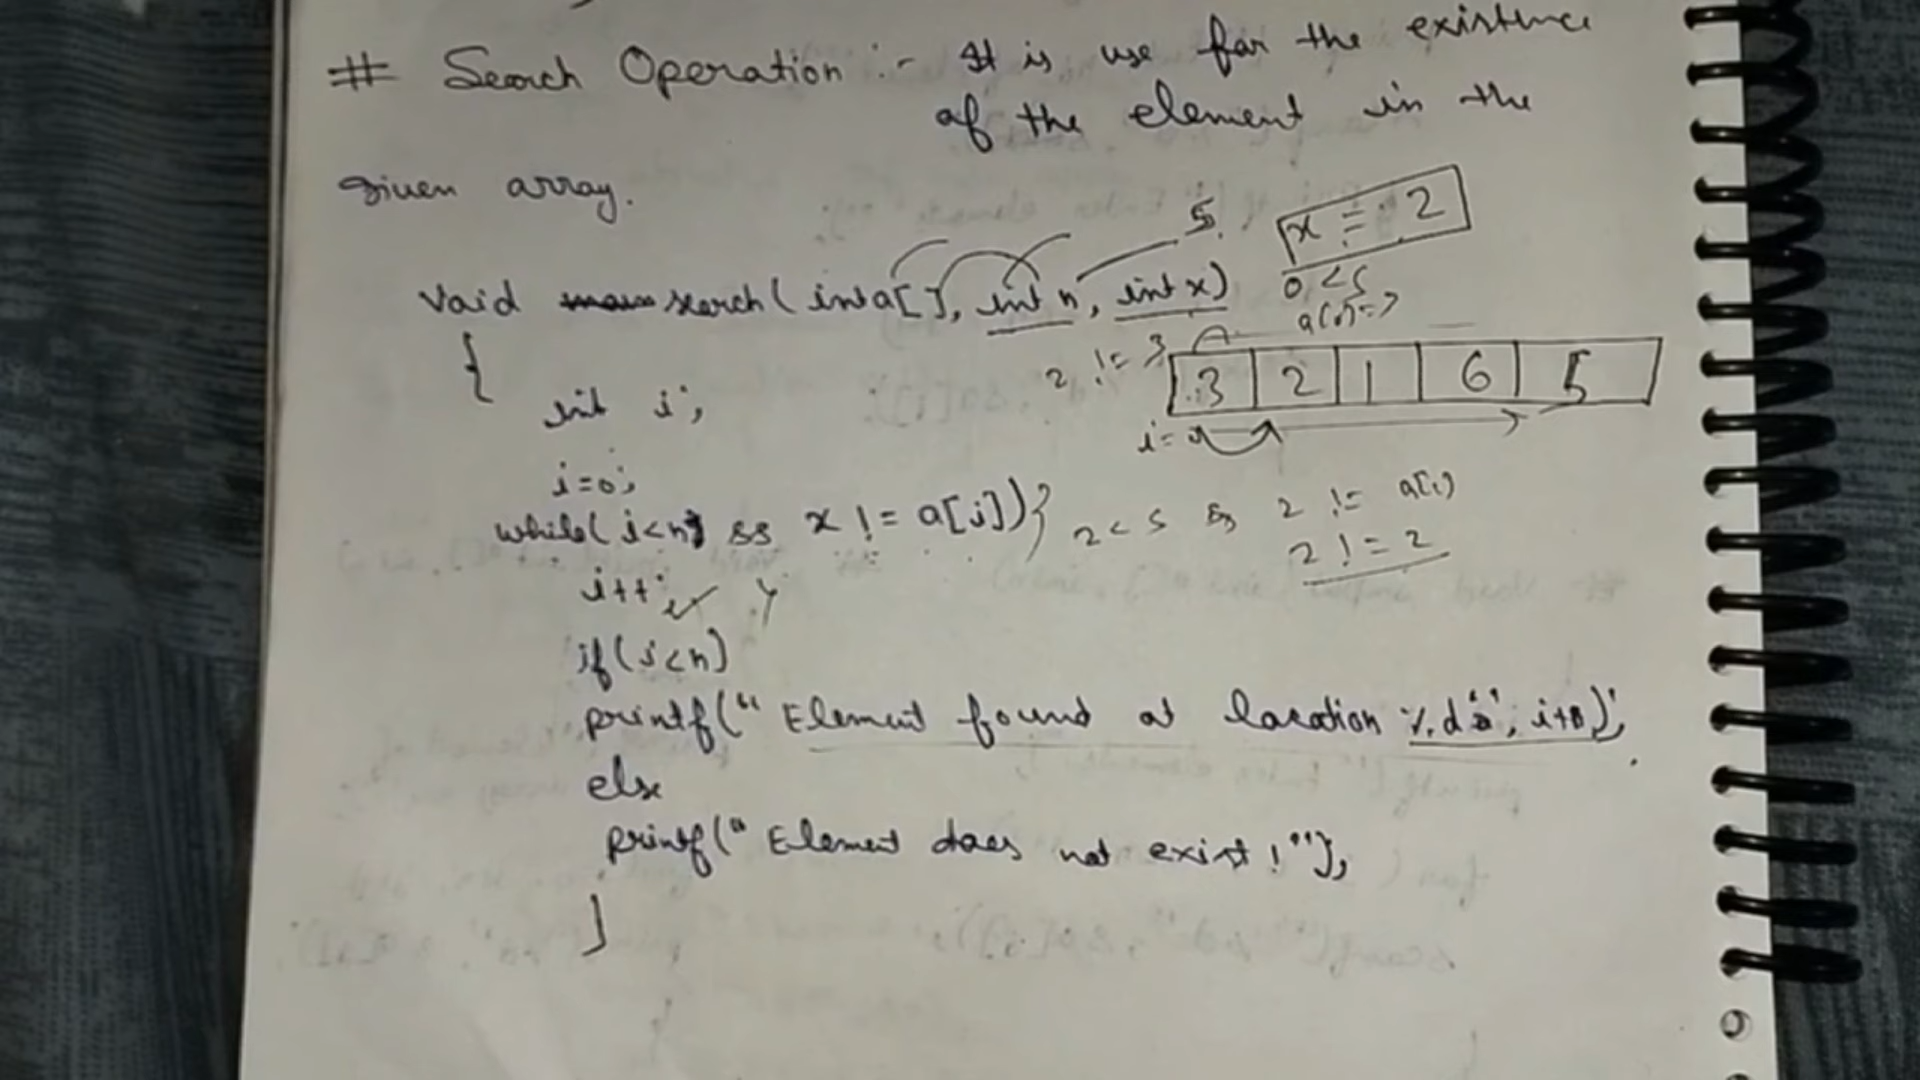 # Search Operation :- It is use for the existence
of the element in the
given array.
5
x = 2
void search(int a[], int n, int x)
0 < 5
{
2 != 3
3 2 1 6 5
int i;
i=0;
while( i<n && x != a[i]){
2 < 5 && 2 != a[i]
2 != 2
i++; }
if(i<n)
printf(" Element found at location %d", i+1);
else
printf(" Element does not exist !");
}